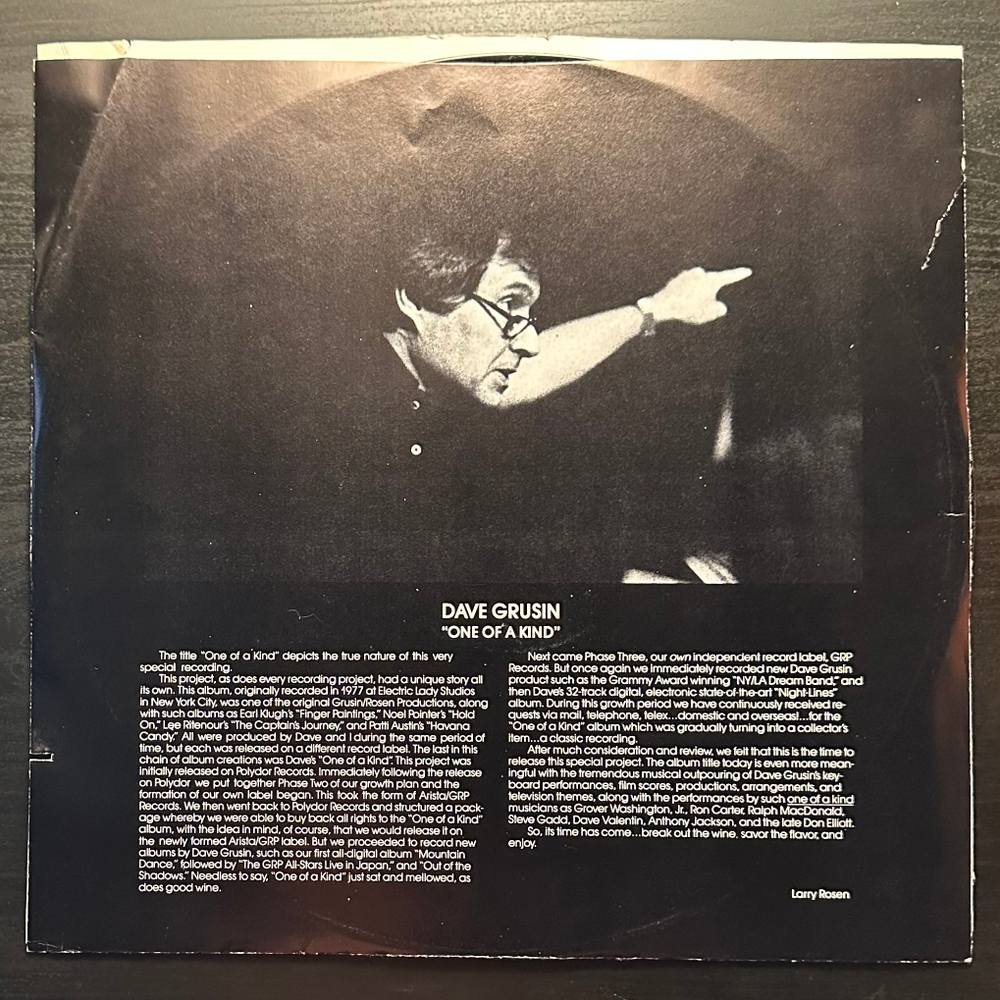 DAVE GRUSIN
"ONE OF A KIND"
The title "One of a Kind" depicts the true nature of this very
special recording.
This project, as does every recording project, had a unique story all
its own. This album, originally recorded in 1977 at Electric Lady Studios
in New York City, was one of the original Grusin/Rosen Productions, along
with such albums as Earl Klugh's "Finger Paintings," Noel Pointer's "Hold
On," Lee Ritenour's "The Captain's Journey," and Patti Austin's "Havana
Candy." All were produced by Dave and I during the same period of
time, but each was released on a different record label. The last in this
chain of album creations was Dave's "One of a Kind". This project was
initially released on Polydor Records. Immediately following the release
on Polydor we put together Phase Two of our growth plan and the
formation of our own label began. This took the form of Arista/GRP
Records. We then went back to Polydor Records and structured a pack-
age whereby we were able to buy back all rights to the "One of a Kind"
album, with the idea in mind, of course, that we would release it on
the newly formed Arista/GRP label. But we proceeded to record new
albums by Dave Grusin, such as our first all-digital album "Mountain
Dance," followed by "The GRP All-Stars Live in Japan," and "Out of the
Shadows." Needless to say, "One of a Kind" just sat and mellowed, as
does good wine.
Next came Phase Three, our own independent record label, GRP
Records. But once again we immediately recorded new Dave Grusin
product such as the Grammy Award winning "NY/LA Dream Band," and
then Dave's 32-track digital, electronic state-of-the-art "Night-Lines"
album. During this growth period we have continuously received re-
quests via mail, telephone, telex...domestic and overseas!...for the
"One of a Kind" album which was gradually turning into a collector's
item...a classic recording.
After much consideration and review, we felt that this is the time to
release this special project. The album title today is even more mean-
ingful with the tremendous musical outpouring of Dave Grusin's key-
board performances, film scores, productions, arrangements, and
television themes, along with the performances by such one of a kind
musicians as Grover Washington, Jr., Ron Carter, Ralph MacDonald,
Steve Gadd, Dave Valentin, Anthony Jackson, and the late Don Elliott.
So, its time has come...break out the wine, savor the flavor, and
enjoy.
Larry Rosen